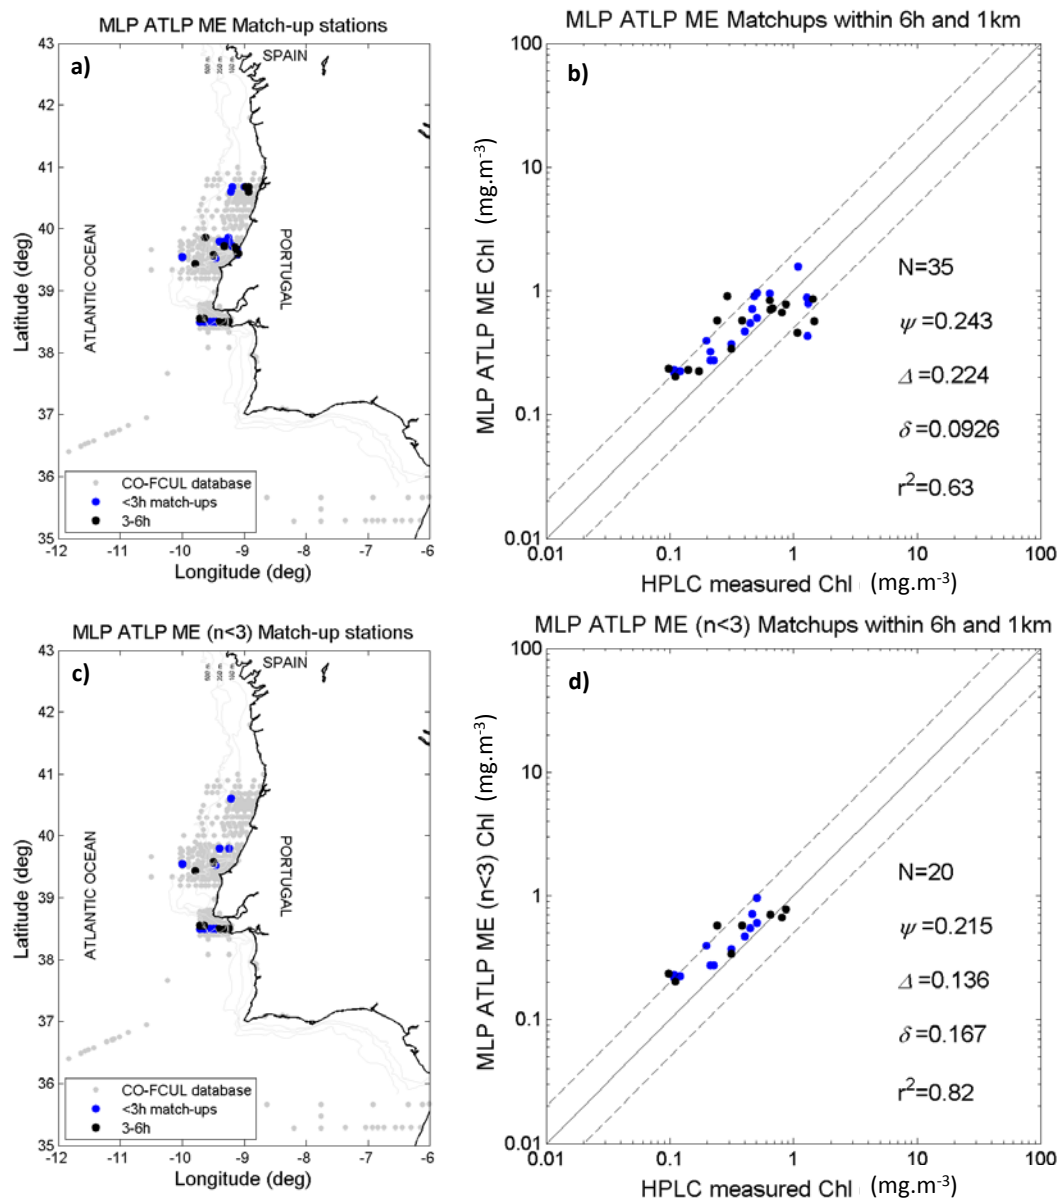 MLP ATLP ME Match-up stations
a)
SPAIN
43
42
41
40
39
38
37
36
35
Latitude (deg)
ATLANTIC OCEAN
PORTUGAL
CO-FCUL database
<3h match-ups
3-6h
-12 -11 -10 -9 -8 -7 -6
Longitude (deg)
MLP ATLP ME Matchups within 6h and 1km
b)
100
10
1
0.1
0.01
MLP ATLP ME Chl (mg.m-3)
N=35
ψ=0.243
Δ=0.224
δ=0.0926
r2=0.63
0.01 0.1 1 10 100
HPLC measured Chl (mg.m-3)
MLP ATLP ME (n<3) Match-up stations
c)
SPAIN
43
42
41
40
39
38
37
36
35
Latitude (deg)
ATLANTIC OCEAN
PORTUGAL
CO-FCUL database
<3h match-ups
3-6h
-12 -11 -10 -9 -8 -7 -6
Longitude (deg)
MLP ATLP ME (n<3) Matchups within 6h and 1km
d)
100
10
1
0.1
0.01
MLP ATLP ME (n<3) Chl (mg.m-3)
N=20
ψ=0.215
Δ=0.136
δ=0.167
r2=0.82
0.01 0.1 1 10 100
HPLC measured Chl (mg.m-3)